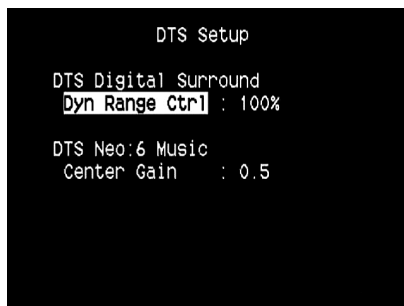 DTS Setup
DTS Digital Surround
Dyn Range Ctrl : 100%
DTS Neo:6 Music
Center Gain : 0.5